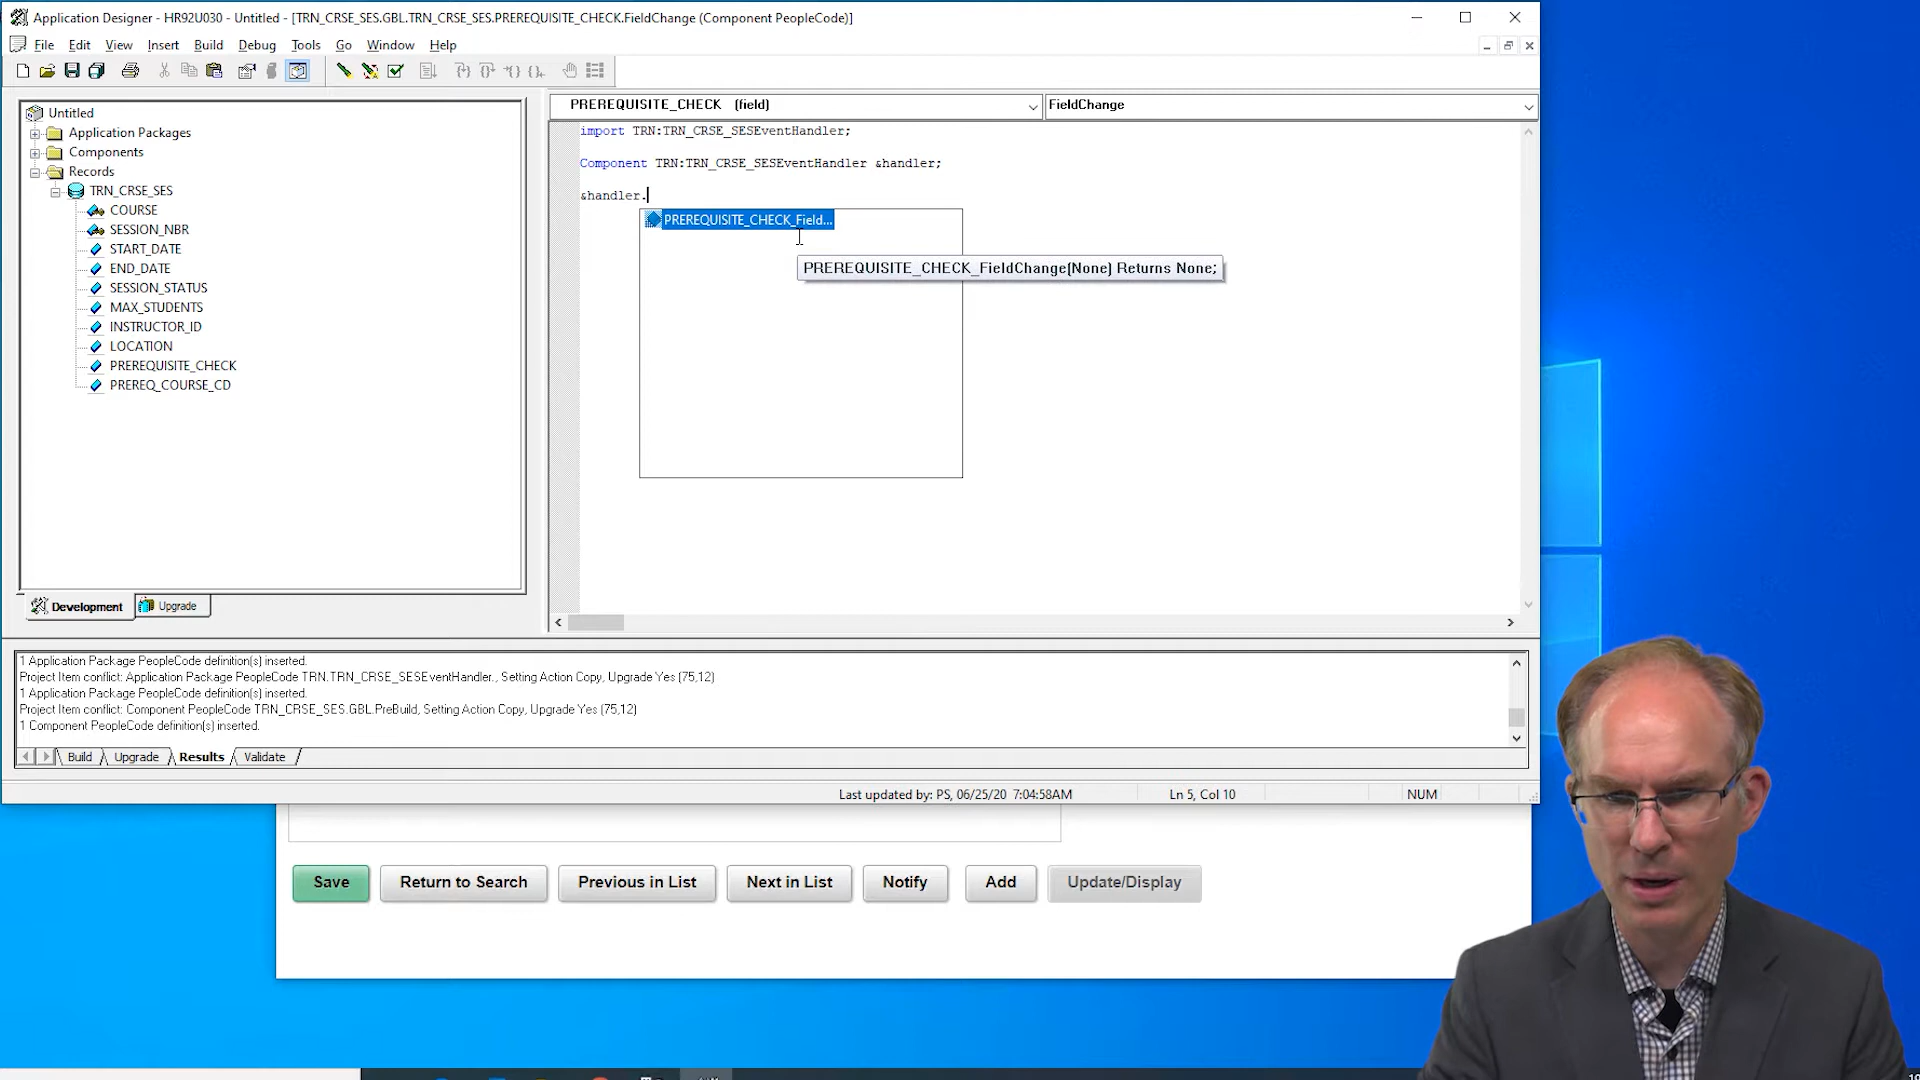 Application Designer - HR92U030 - Untitled - [TRN_CRSE_SES.GBL.TRN_CRSE_SES.PREREQUISITE_CHECK.FieldChange (Component PeopleCode)]
File Edit View Insert Build Debug Tools Go Window Help
Untitled
Application Packages
Components
Records
TRN_CRSE_SES
COURSE
SESSION_NBR
START_DATE
END_DATE
SESSION_STATUS
MAX_STUDENTS
INSTRUCTOR_ID
LOCATION
PREREQUISITE_CHECK
PREREQ_COURSE_CD
Development Upgrade
PREREQUISITE_CHECK (field) FieldChange
import TRN:TRN_CRSE_SESEventHandler;
Component TRN:TRN_CRSE_SESEventHandler &handler;
&handler.
PREREQUISITE_CHECK_Field...
PREREQUISITE_CHECK_FieldChange(None) Returns None;
1 Application Package PeopleCode definition(s) inserted.
Project Item conflict: Application Package PeopleCode TRN.TRN_CRSE_SESEventHandler., Setting Action Copy, Upgrade Yes (75,12)
1 Application Package PeopleCode definition(s) inserted.
Project Item conflict: Component PeopleCode TRN_CRSE_SES.GBL.PreBuild, Setting Action Copy, Upgrade Yes (75,12)
1 Component PeopleCode definition(s) inserted.
Build Upgrade Results Validate
Last updated by: PS, 06/25/20 7:04:58AM Ln 5, Col 10 NUM
Save Return to Search Previous in List Next in List Notify Add Update/Display